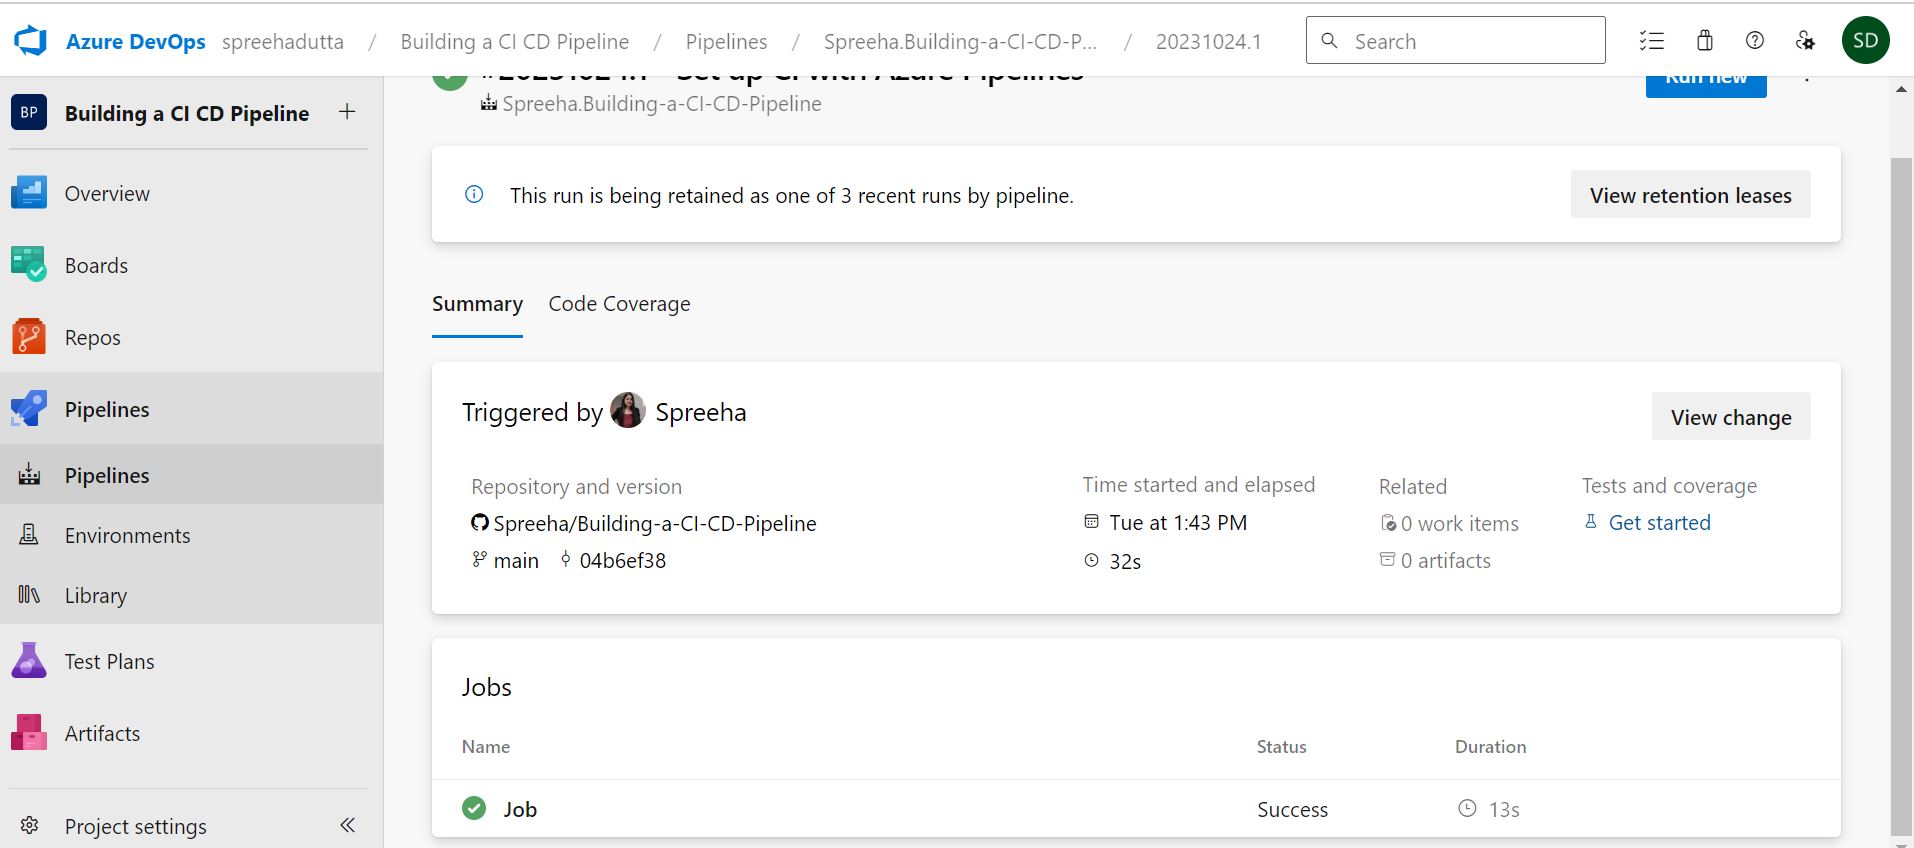 Azure DevOps spreehadutta / Building a CI CD Pipeline / Pipelines / Spreeha.Building-a-CI-CD-P... / 20231024.1 Search SD
#20231024.1 Set up CI with Azure Pipelines Run new
Spreeha.Building-a-CI-CD-Pipeline
BP Building a CI CD Pipeline
Overview
Boards
Repos
Pipelines
Pipelines
Environments
Library
Test Plans
Artifacts
Project settings
This run is being retained as one of 3 recent runs by pipeline. View retention leases
Summary Code Coverage
Triggered by Spreeha View change
Repository and version Time started and elapsed Related Tests and coverage
Spreeha/Building-a-CI-CD-Pipeline Tue at 1:43 PM 0 work items Get started
main 04b6ef38 32s 0 artifacts
Jobs
Name Status Duration
Job Success 13s